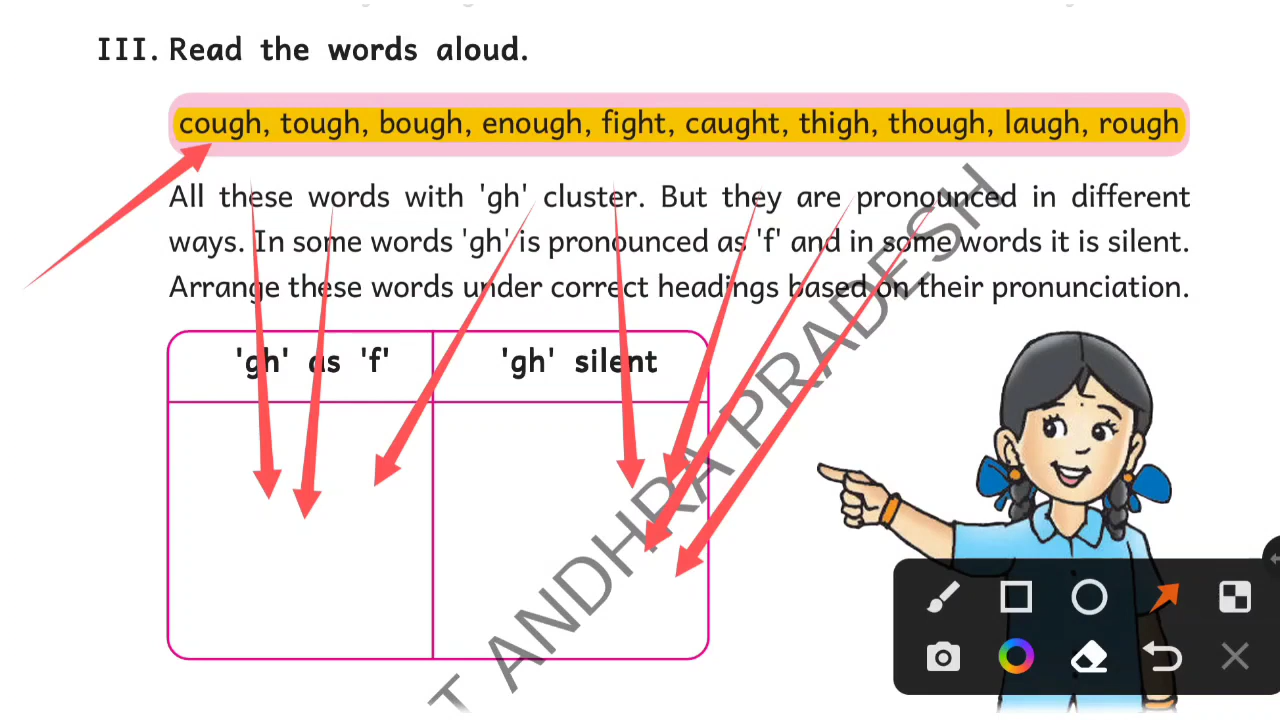 III. Read the words aloud.
cough, tough, bough, enough, fight, caught, thigh, though, laugh, rough
All these words with 'gh' cluster. But they are pronounced in different
ways. In some words 'gh' is pronounced as 'f' and in some words it is silent.
Arrange these words under correct headings based on their pronunciation.
'gh' as 'f' 'gh' silent
T ANDHRA PRADESH